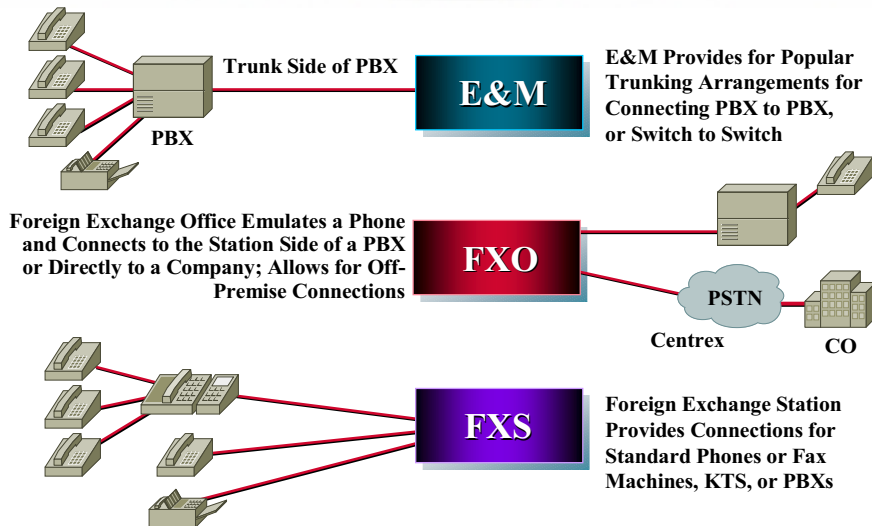 Trunk Side of PBX
PBX
E&M
E&M Provides for Popular
Trunking Arrangements for
Connecting PBX to PBX,
or Switch to Switch
Foreign Exchange Office Emulates a Phone
and Connects to the Station Side of a PBX
or Directly to a Company; Allows for Off-
Premise Connections
FXO
PSTN
Centrex
CO
FXS
Foreign Exchange Station
Provides Connections for
Standard Phones or Fax
Machines, KTS, or PBXs